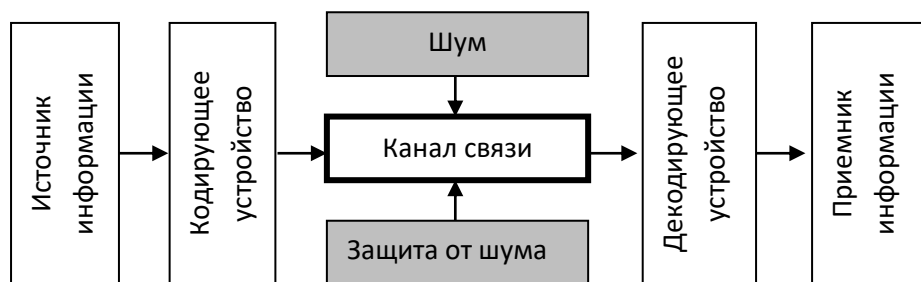 Источник
информации
Кодирующее
устройство
Шум
Канал связи
Защита от шума
Декодирующее
устройство
Приемник
информации